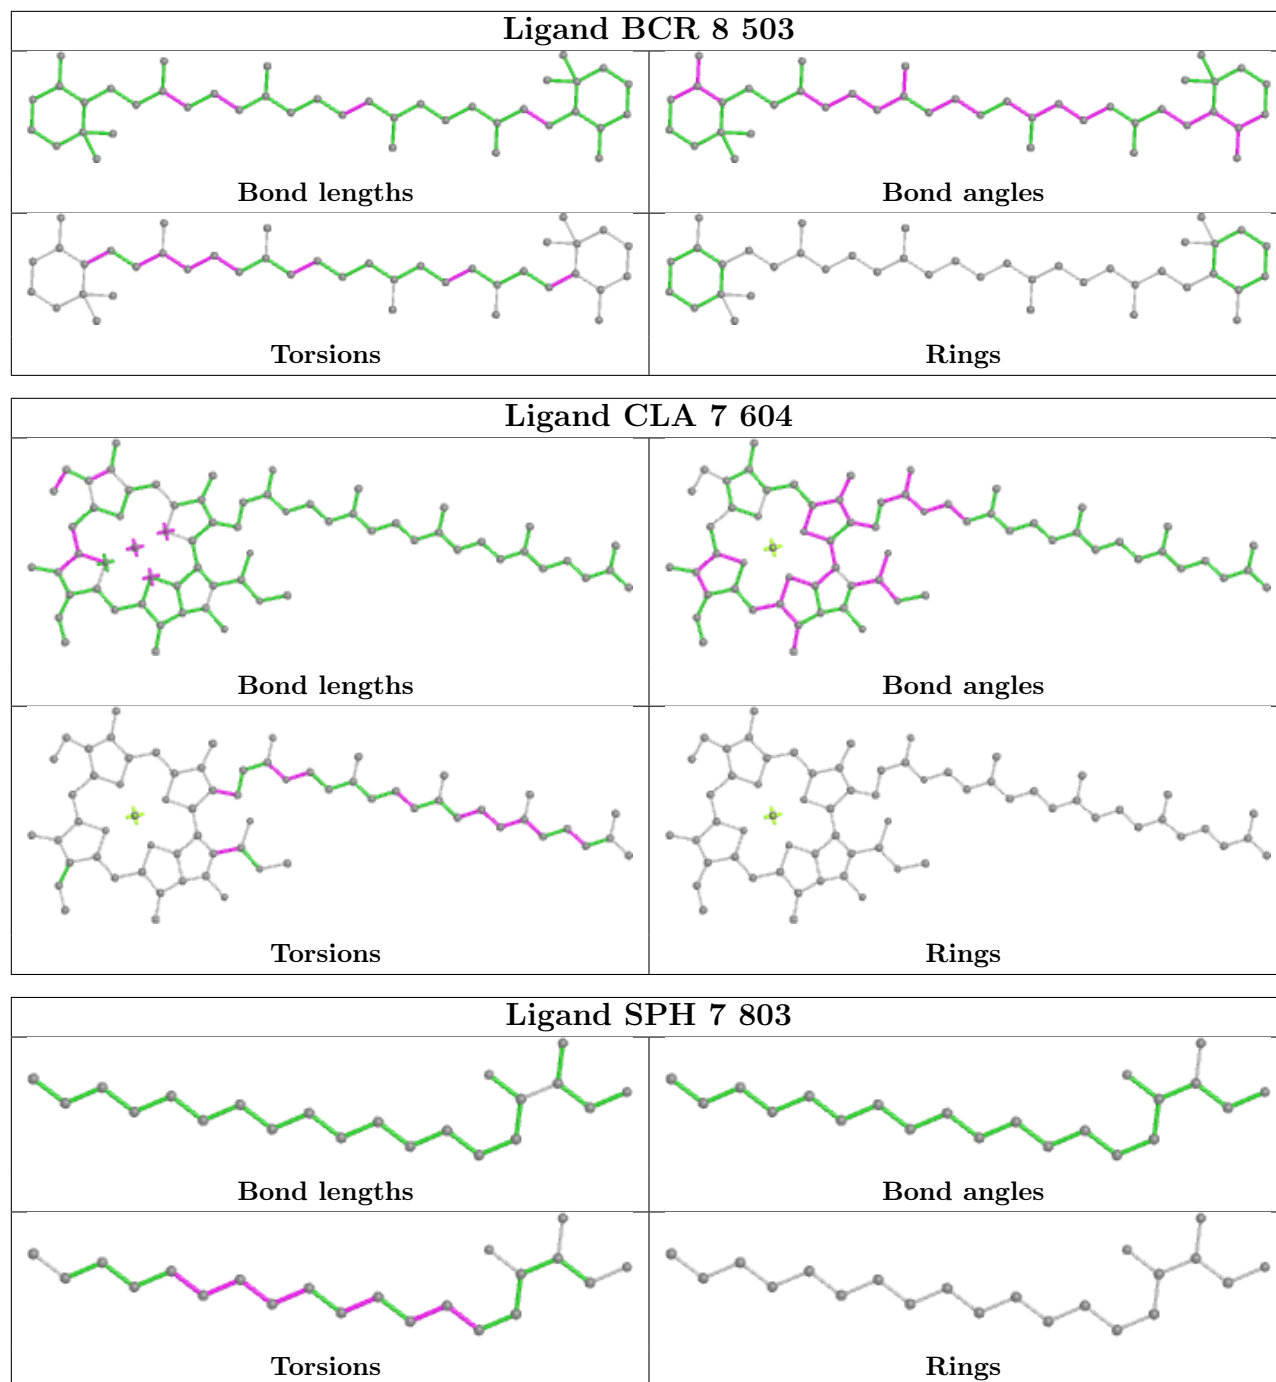 Ligand BCR 8 503
Bond lengths
Bond angles
Torsions
Rings
Ligand CLA 7 604
Bond lengths
Bond angles
Torsions
Rings
Ligand SPH 7 803
Bond lengths
Bond angles
Torsions
Rings